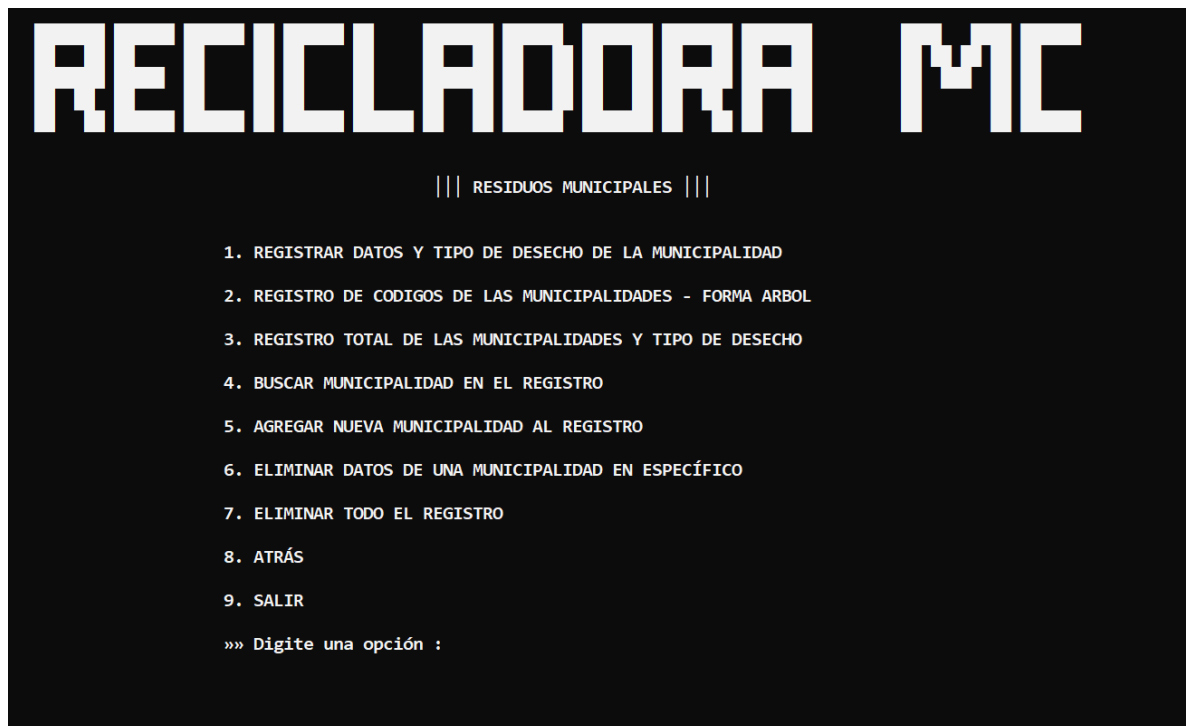 RECICLADORA MC
||| RESIDUOS MUNICIPALES |||
1. REGISTRAR DATOS Y TIPO DE DESECHO DE LA MUNICIPALIDAD
2. REGISTRO DE CODIGOS DE LAS MUNICIPALIDADES - FORMA ARBOL
3. REGISTRO TOTAL DE LAS MUNICIPALIDADES Y TIPO DE DESECHO
4. BUSCAR MUNICIPALIDAD EN EL REGISTRO
5. AGREGAR NUEVA MUNICIPALIDAD AL REGISTRO
6. ELIMINAR DATOS DE UNA MUNICIPALIDAD EN ESPECÍFICO
7. ELIMINAR TODO EL REGISTRO
8. ATRÁS
9. SALIR
»» Digite una opción :